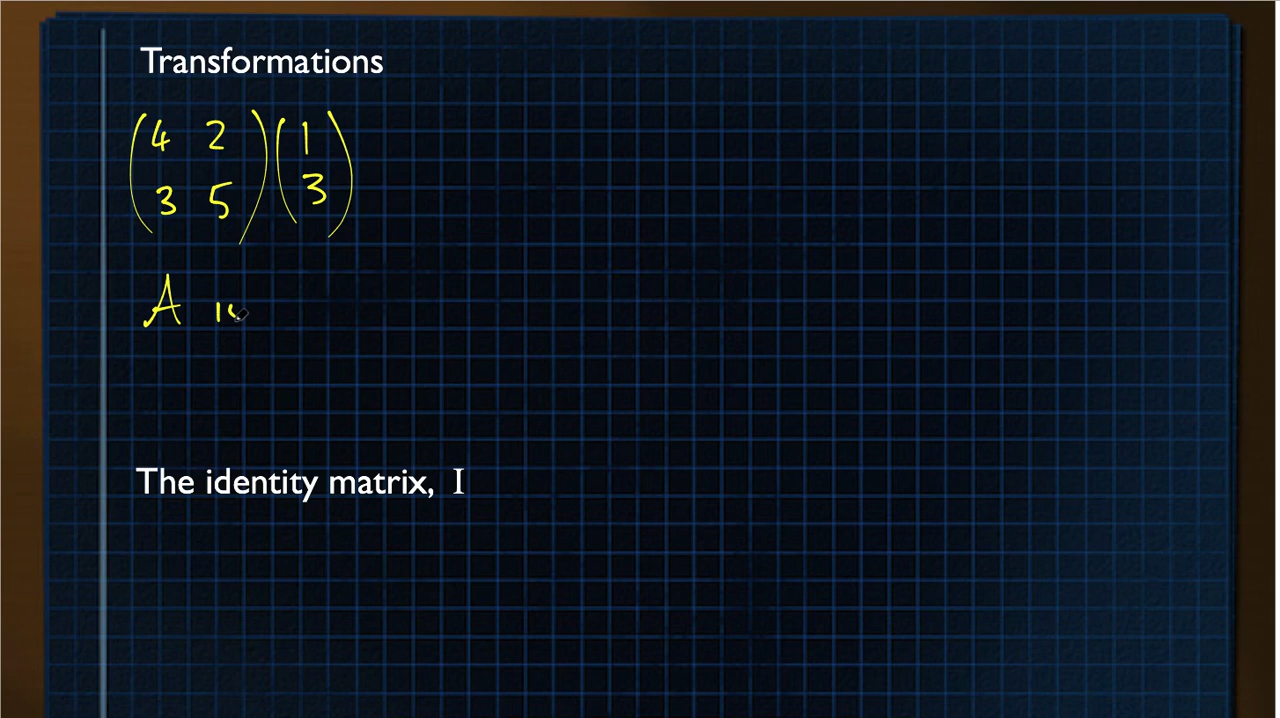 Transformations
4 2 1
3 5 3
A
The identity matrix, I